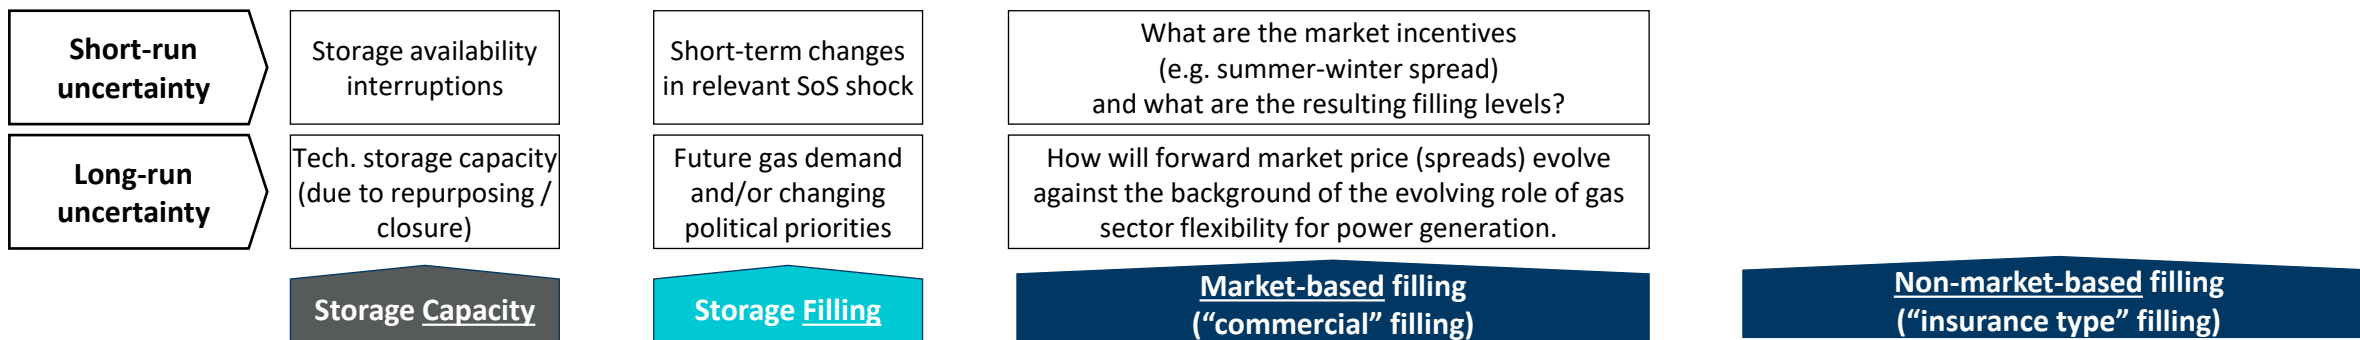 Short-run
uncertainty
Storage availability
interruptions
Short-term changes
in relevant SoS shock
What are the market incentives
(e.g. summer-winter spread)
and what are the resulting filling levels?
Long-run
uncertainty
Tech. storage capacity
(due to repurposing /
closure)
Future gas demand
and/or changing
political priorities
How will forward market price (spreads) evolve
against the background of the evolving role of gas
sector flexibility for power generation.
Storage Capacity
Storage Filling
Market-based filling
(“commercial” filling)
Non-market-based filling
(“insurance type” filling)